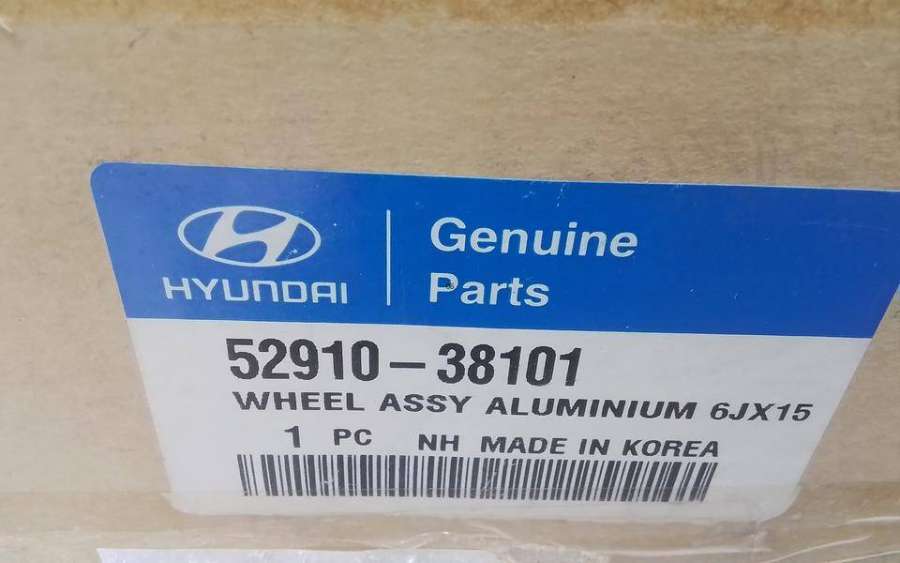 HYUNDAI
Genuine
Parts
52910-38101
WHEEL ASSY ALUMINIUM 6JX15
1 PC NH MADE IN KOREA